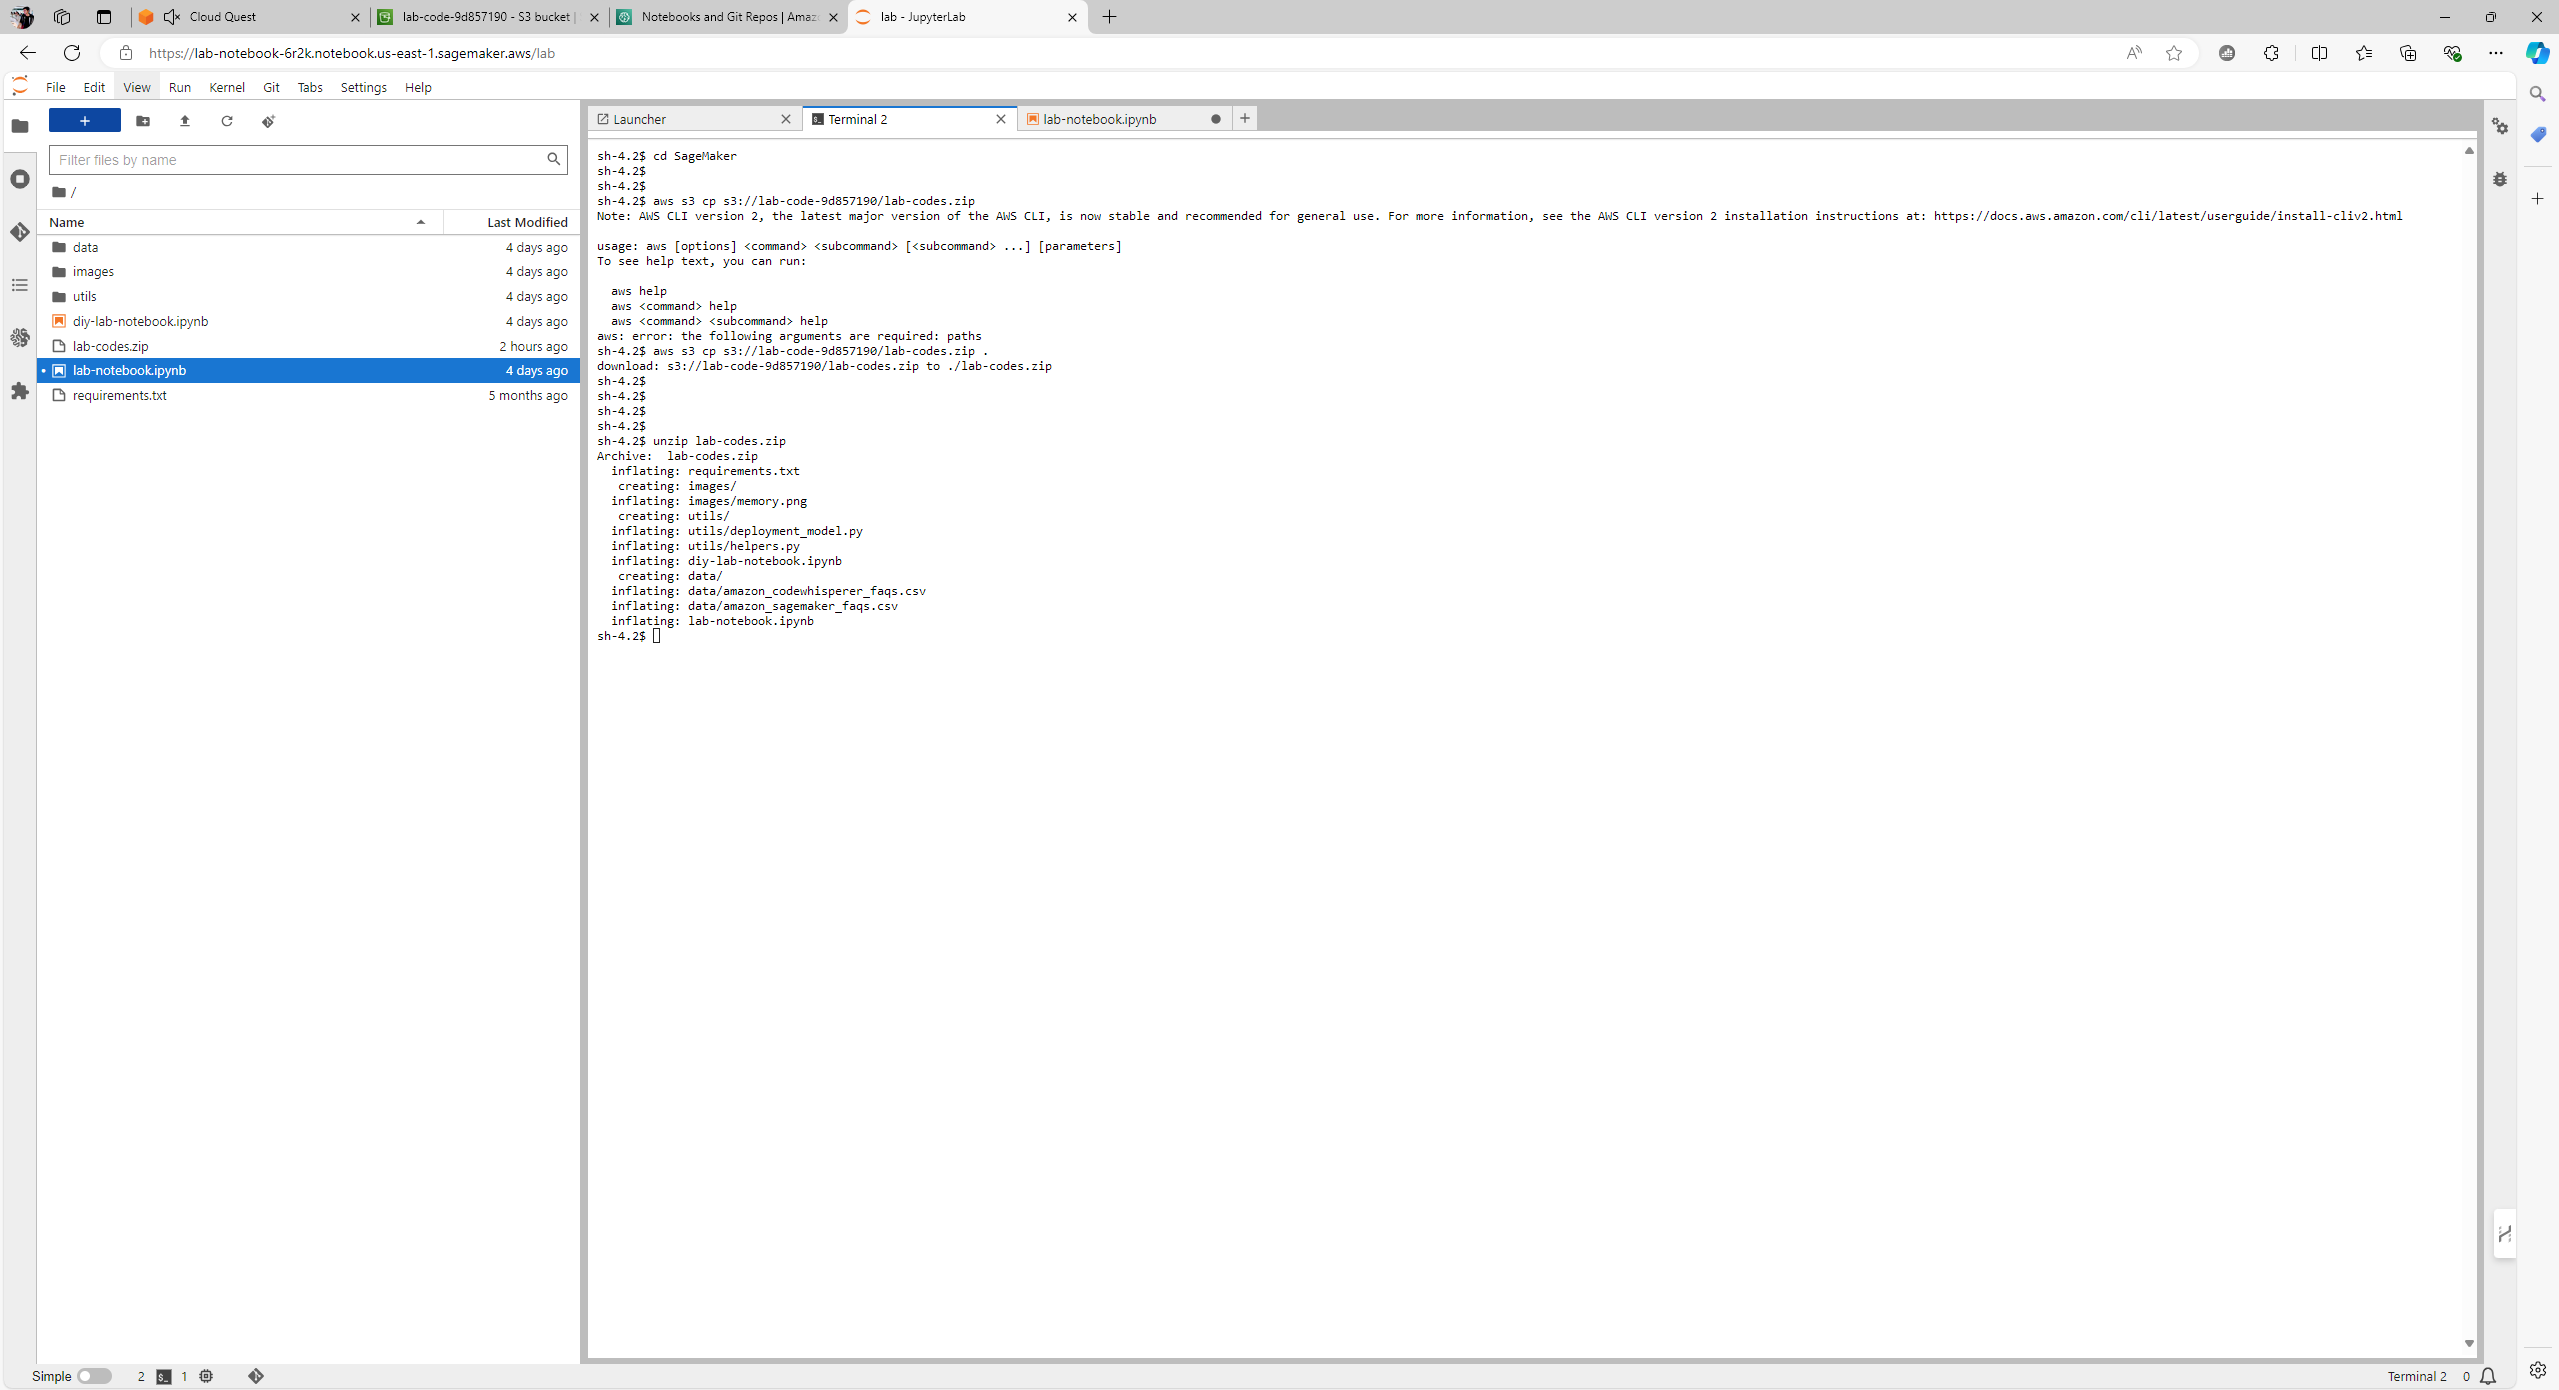 Cloud Quest
lab-code-9d857190 - S3 bucket |
Notebooks and Git Repos | Amaz
lab - JupyterLab
https://lab-notebook-6r2k.notebook.us-east-1.sagemaker.aws/lab
File Edit View Run Kernel Git Tabs Settings Help
Filter files by name
/
Name Last Modified
data 4 days ago
images 4 days ago
utils 4 days ago
diy-lab-notebook.ipynb 4 days ago
lab-codes.zip 2 hours ago
lab-notebook.ipynb 4 days ago
requirements.txt 5 months ago
Launcher
Terminal 2
lab-notebook.ipynb
sh-4.2$ cd SageMaker
sh-4.2$
sh-4.2$
sh-4.2$ aws s3 cp s3://lab-code-9d857190/lab-codes.zip
Note: AWS CLI version 2, the latest major version of the AWS CLI, is now stable and recommended for general use. For more information, see the AWS CLI version 2 installation instructions at: https://docs.aws.amazon.com/cli/latest/userguide/install-cliv2.html
usage: aws [options] <command> <subcommand> [<subcommand> ...] [parameters]
To see help text, you can run:
aws help
aws <command> help
aws <command> <subcommand> help
aws: error: the following arguments are required: paths
sh-4.2$ aws s3 cp s3://lab-code-9d857190/lab-codes.zip .
download: s3://lab-code-9d857190/lab-codes.zip to ./lab-codes.zip
sh-4.2$
sh-4.2$
sh-4.2$
sh-4.2$
sh-4.2$ unzip lab-codes.zip
Archive:  lab-codes.zip
inflating: requirements.txt
creating: images/
inflating: images/memory.png
creating: utils/
inflating: utils/deployment_model.py
inflating: utils/helpers.py
inflating: diy-lab-notebook.ipynb
creating: data/
inflating: data/amazon_codewhisperer_faqs.csv
inflating: data/amazon_sagemaker_faqs.csv
inflating: lab-notebook.ipynb
sh-4.2$
Simple 2 1 Terminal 2 0